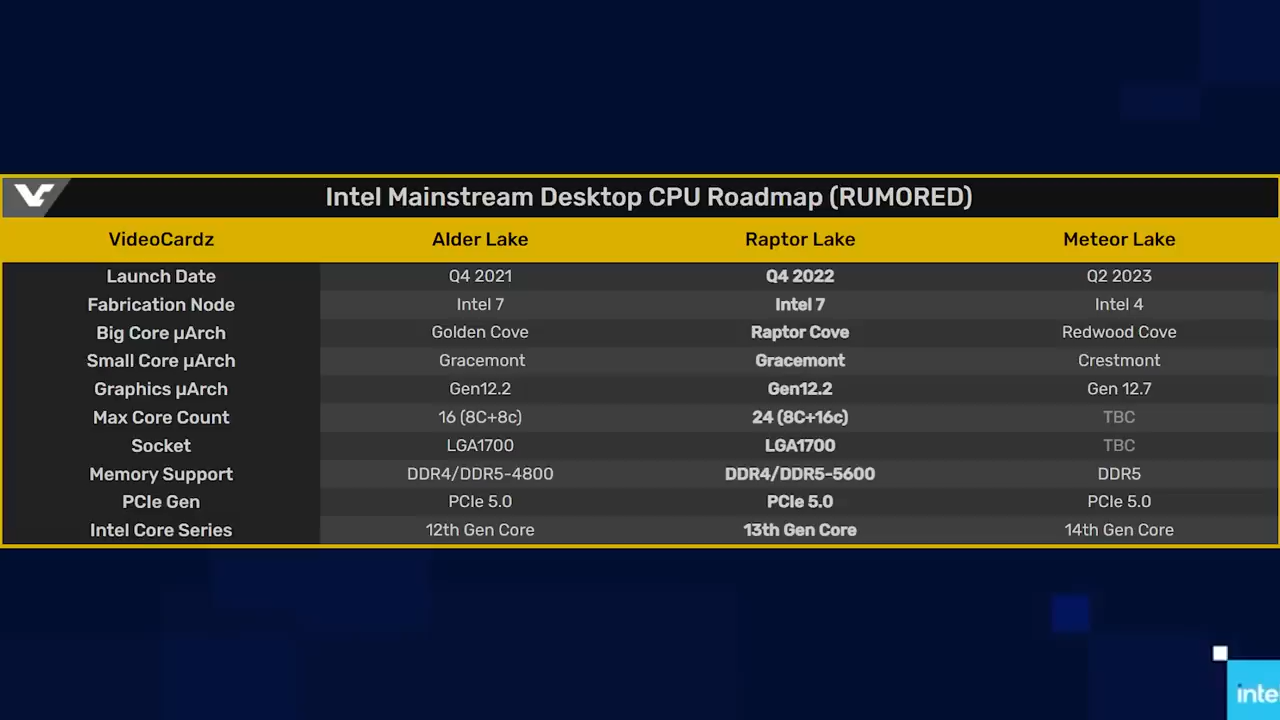 Intel Mainstream Desktop CPU Roadmap (RUMORED)
VideoCardz Alder Lake Raptor Lake Meteor Lake
Launch Date Q4 2021 Q4 2022 Q2 2023
Fabrication Node Intel 7 Intel 7 Intel 4
Big Core µArch Golden Cove Raptor Cove Redwood Cove
Small Core µArch Gracemont Gracemont Crestmont
Graphics µArch Gen12.2 Gen12.2 Gen 12.7
Max Core Count 16 (8C+8c) 24 (8C+16c) TBC
Socket LGA1700 LGA1700 TBC
Memory Support DDR4/DDR5-4800 DDR4/DDR5-5600 DDR5
PCIe Gen PCIe 5.0 PCIe 5.0 PCIe 5.0
Intel Core Series 12th Gen Core 13th Gen Core 14th Gen Core
inte